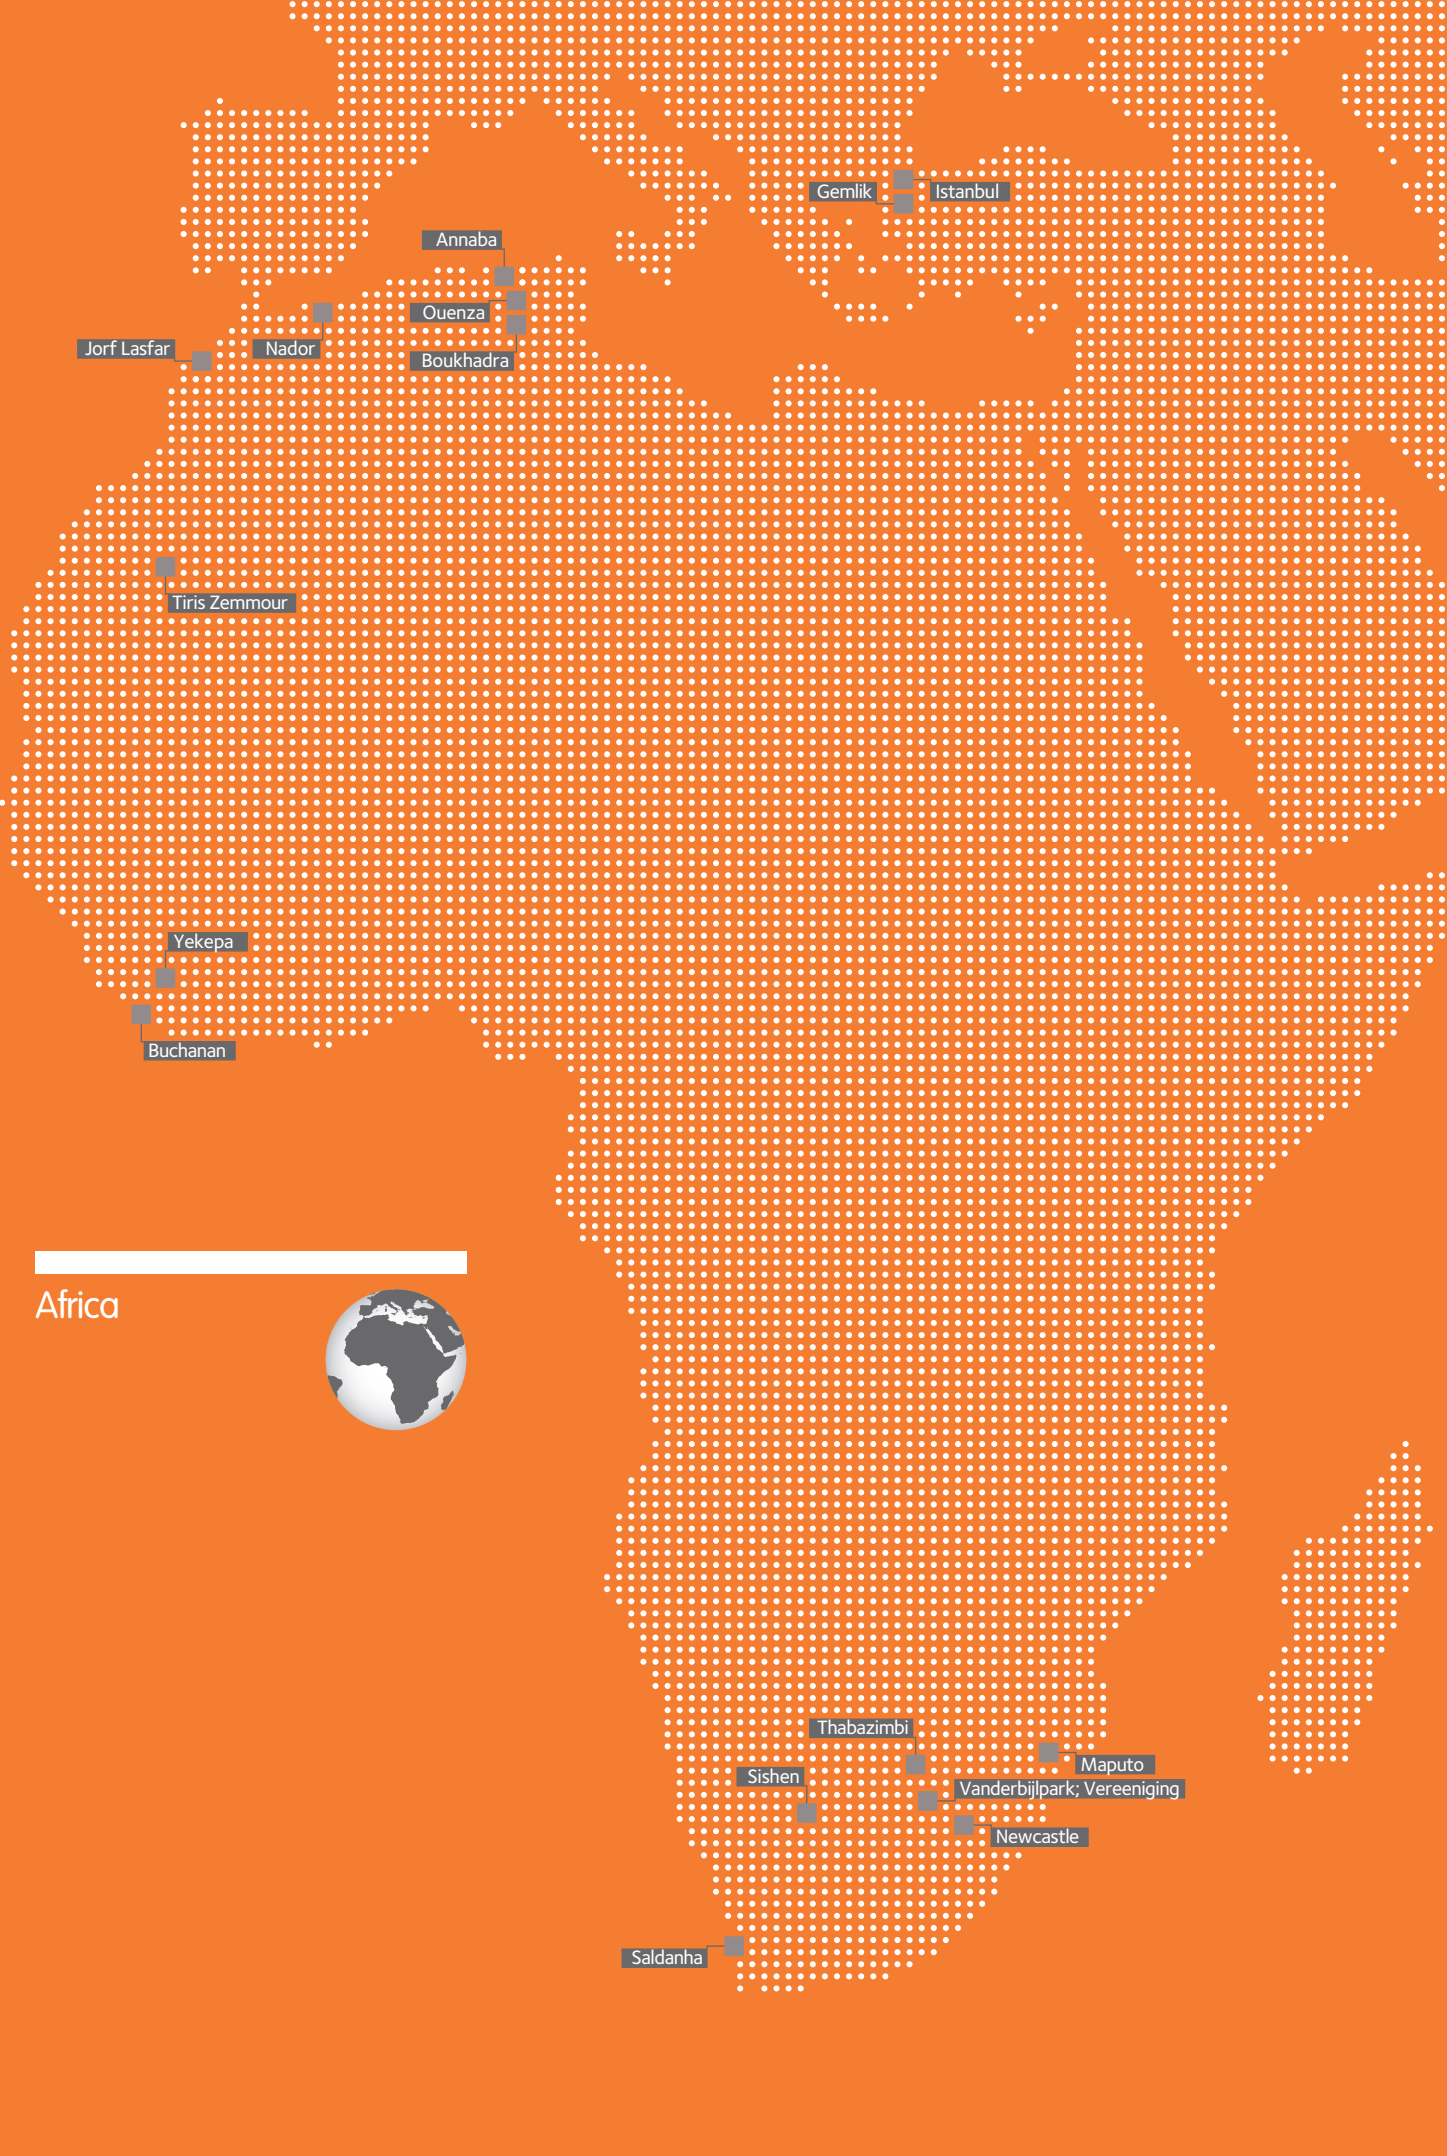 Gemlik
Istanbul
Annaba
Ouenza
Jorf Lasfar
Nador
Boukhadra
Tiris Zemmour
Yekepa
Buchanan
Africa
Thabazimbi
Maputo
Sishen
Vanderbijlpark; Vereeniging
Newcastle
Saldanha